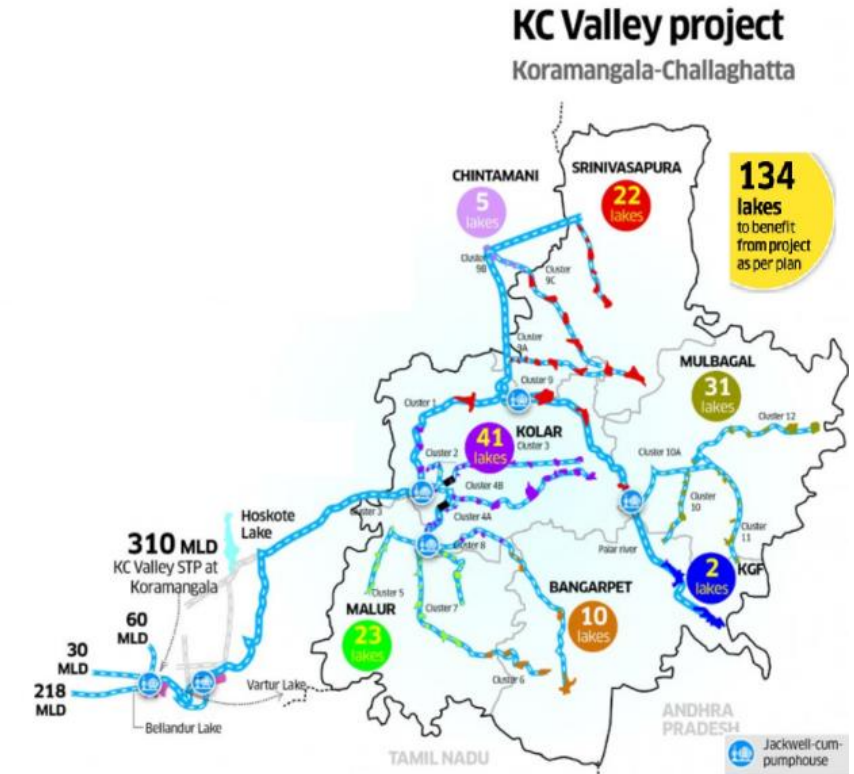 KC Valley project
Koramangala-Challaghatta
CHINTAMANI
5
lakes
SRINIVASAPURA
22
lakes
134
lakes
to benefit
from project
as per plan
Cluster
9B
Cluster
9C
Cluster
9A
Cluster 9
MULBAGAL
31
lakes
Cluster 12
Cluster 1
KOLAR
41
lakes
Cluster 3
Cluster 2
Cluster 10A
Cluster 4B
Cluster 3
Cluster 4A
Cluster
10
Cluster
11
Hoskote
Lake
310 MLD
KC Valley STP at
Koramangala
Cluster 8
Palar river
2
lakes
KGF
BANGARPET
10
lakes
Cluster 5
MALUR
23
lakes
Cluster 7
Cluster 6
60
MLD
30
MLD
218
MLD
Vartur Lake
Bellandur Lake
ANDHRA
PRADESH
TAMIL NADU
Jackwell-cum-
pumphouse